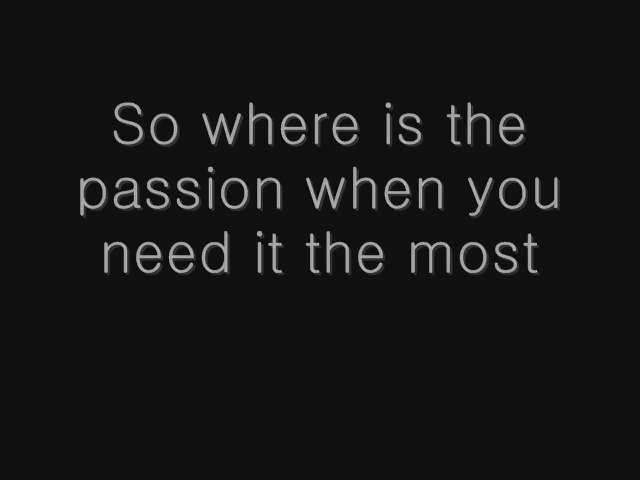 So where is the
passion when you
need it the most